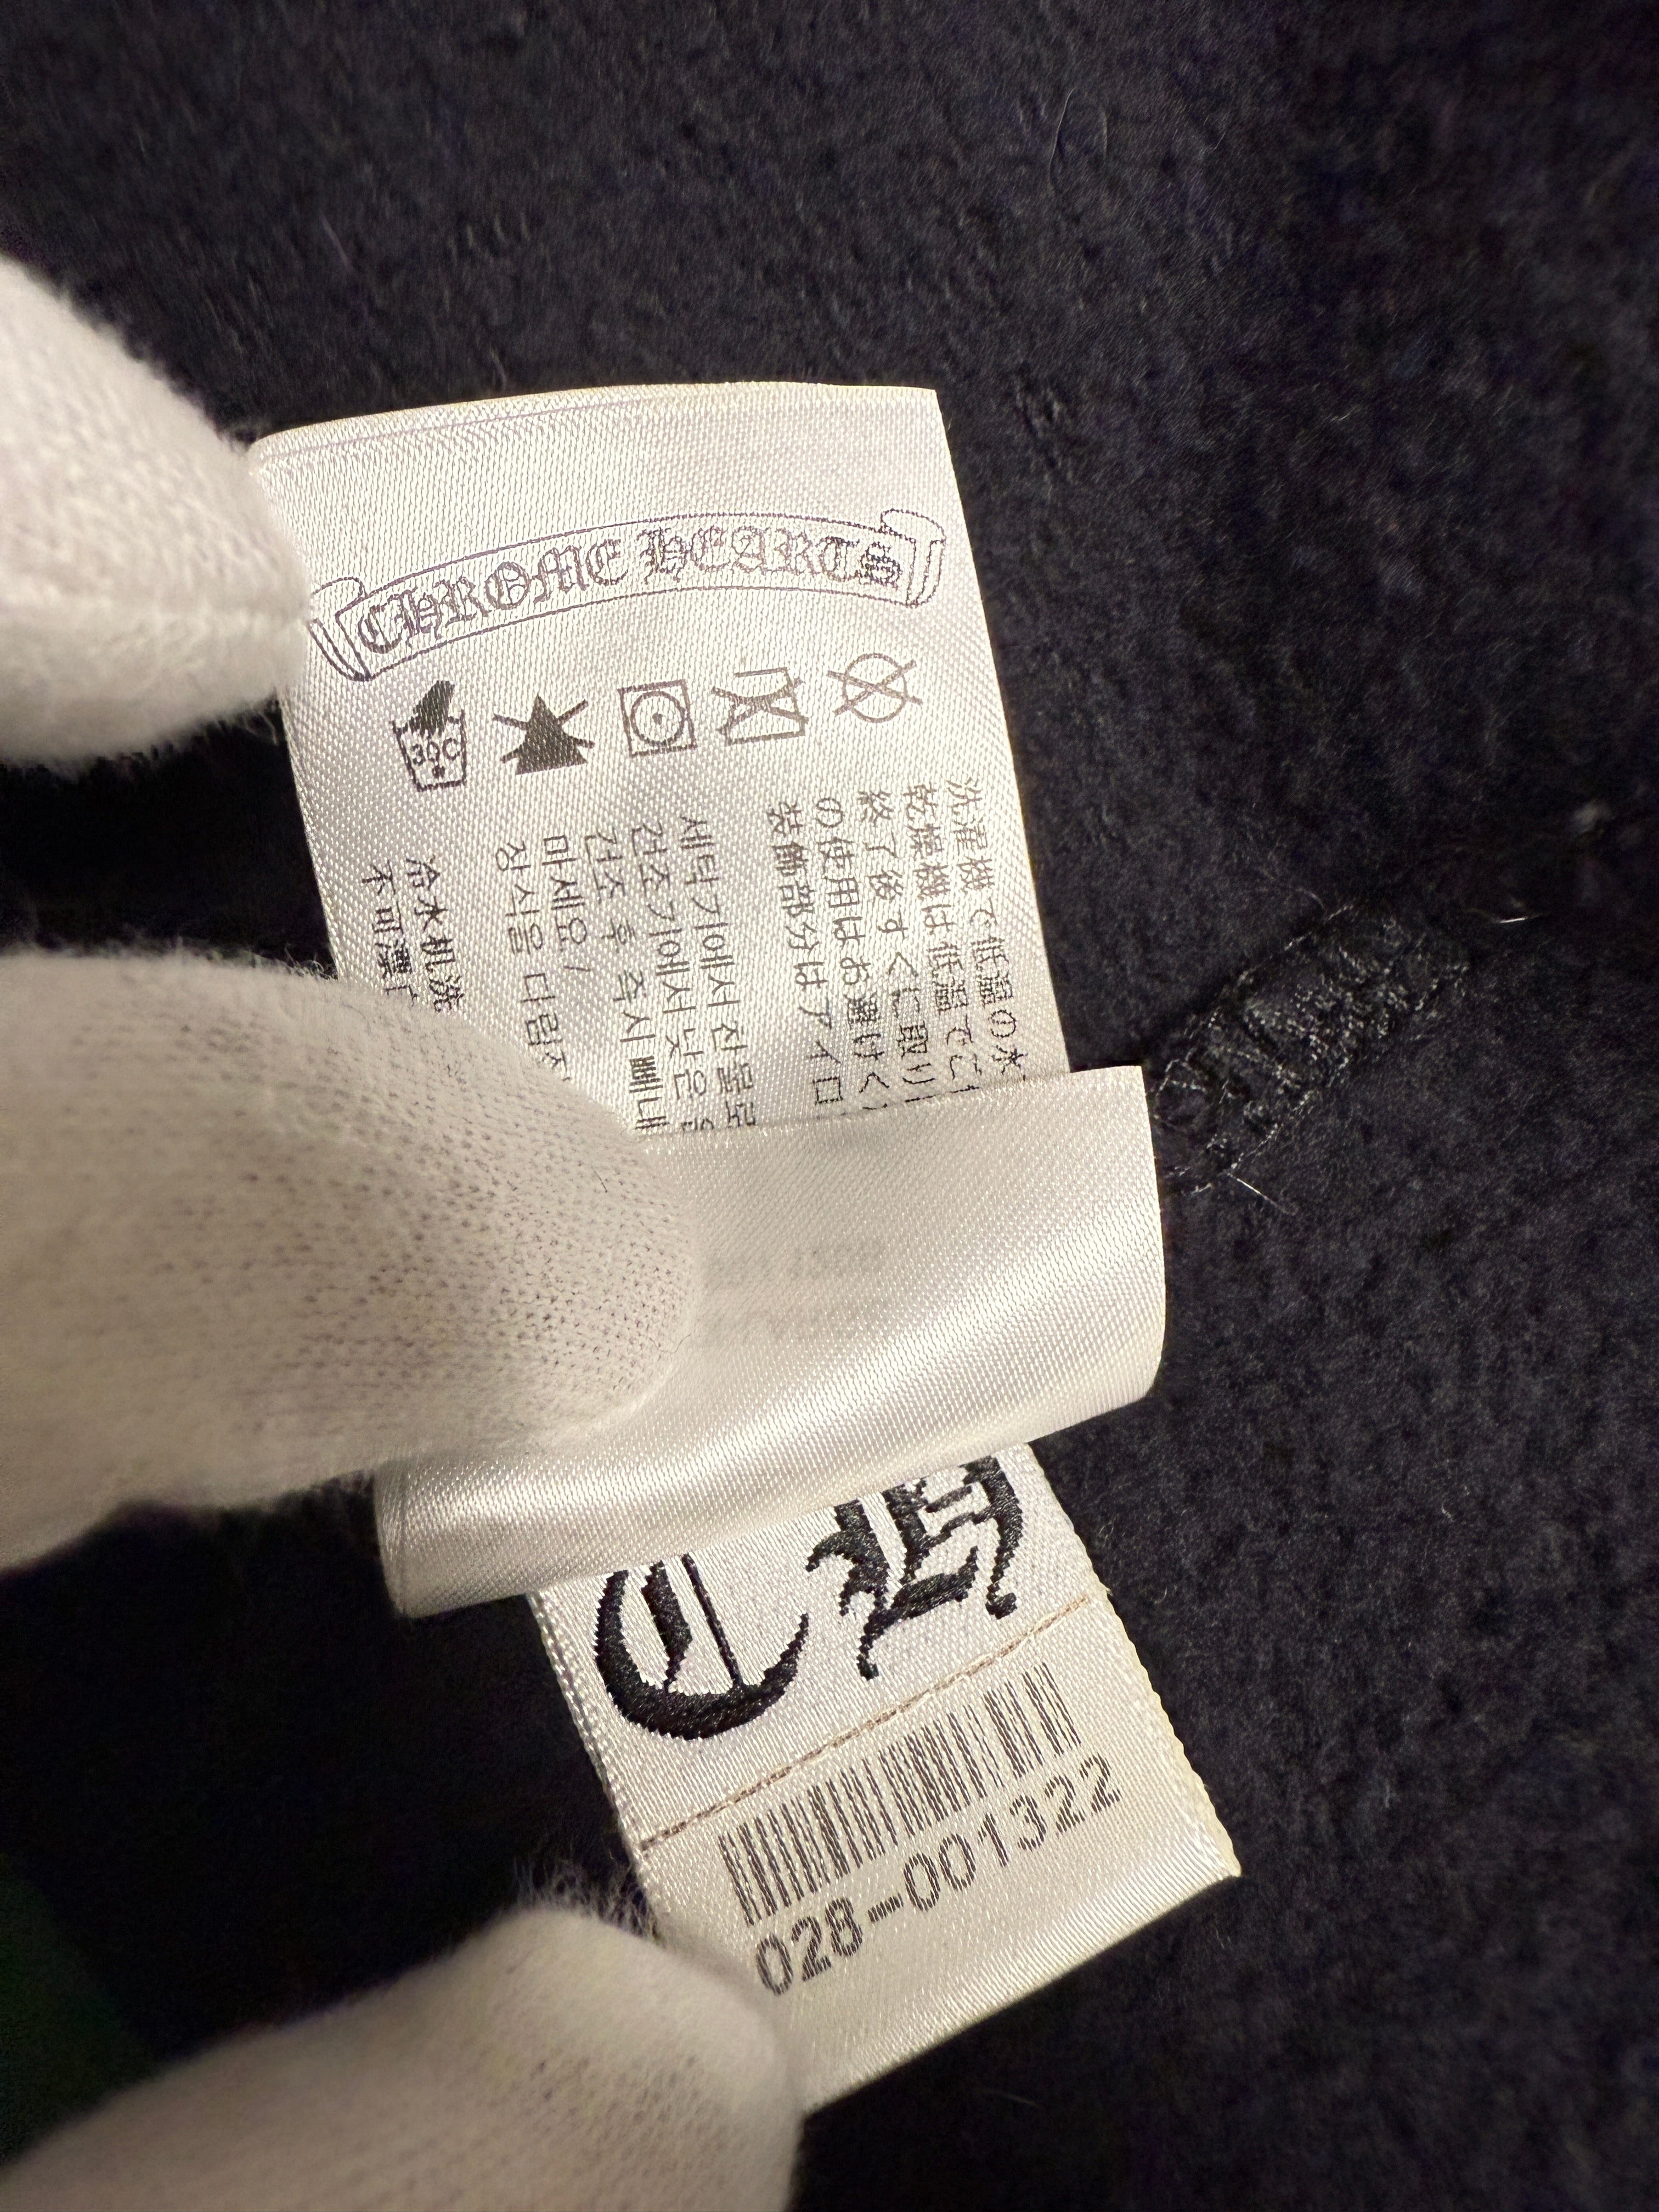 CHROME HEARTS
30C
洗濯機で低温の水
乾燥機は低温でご
終了後すぐに取り
の使用はお避けく
装飾部分はアイロ
세탁기에서 찬물로
건조기에서 낮은
건조 후 즉시 빼내
마세요/
장식을 다림
冷水机洗
不可漂
CH
028-001322